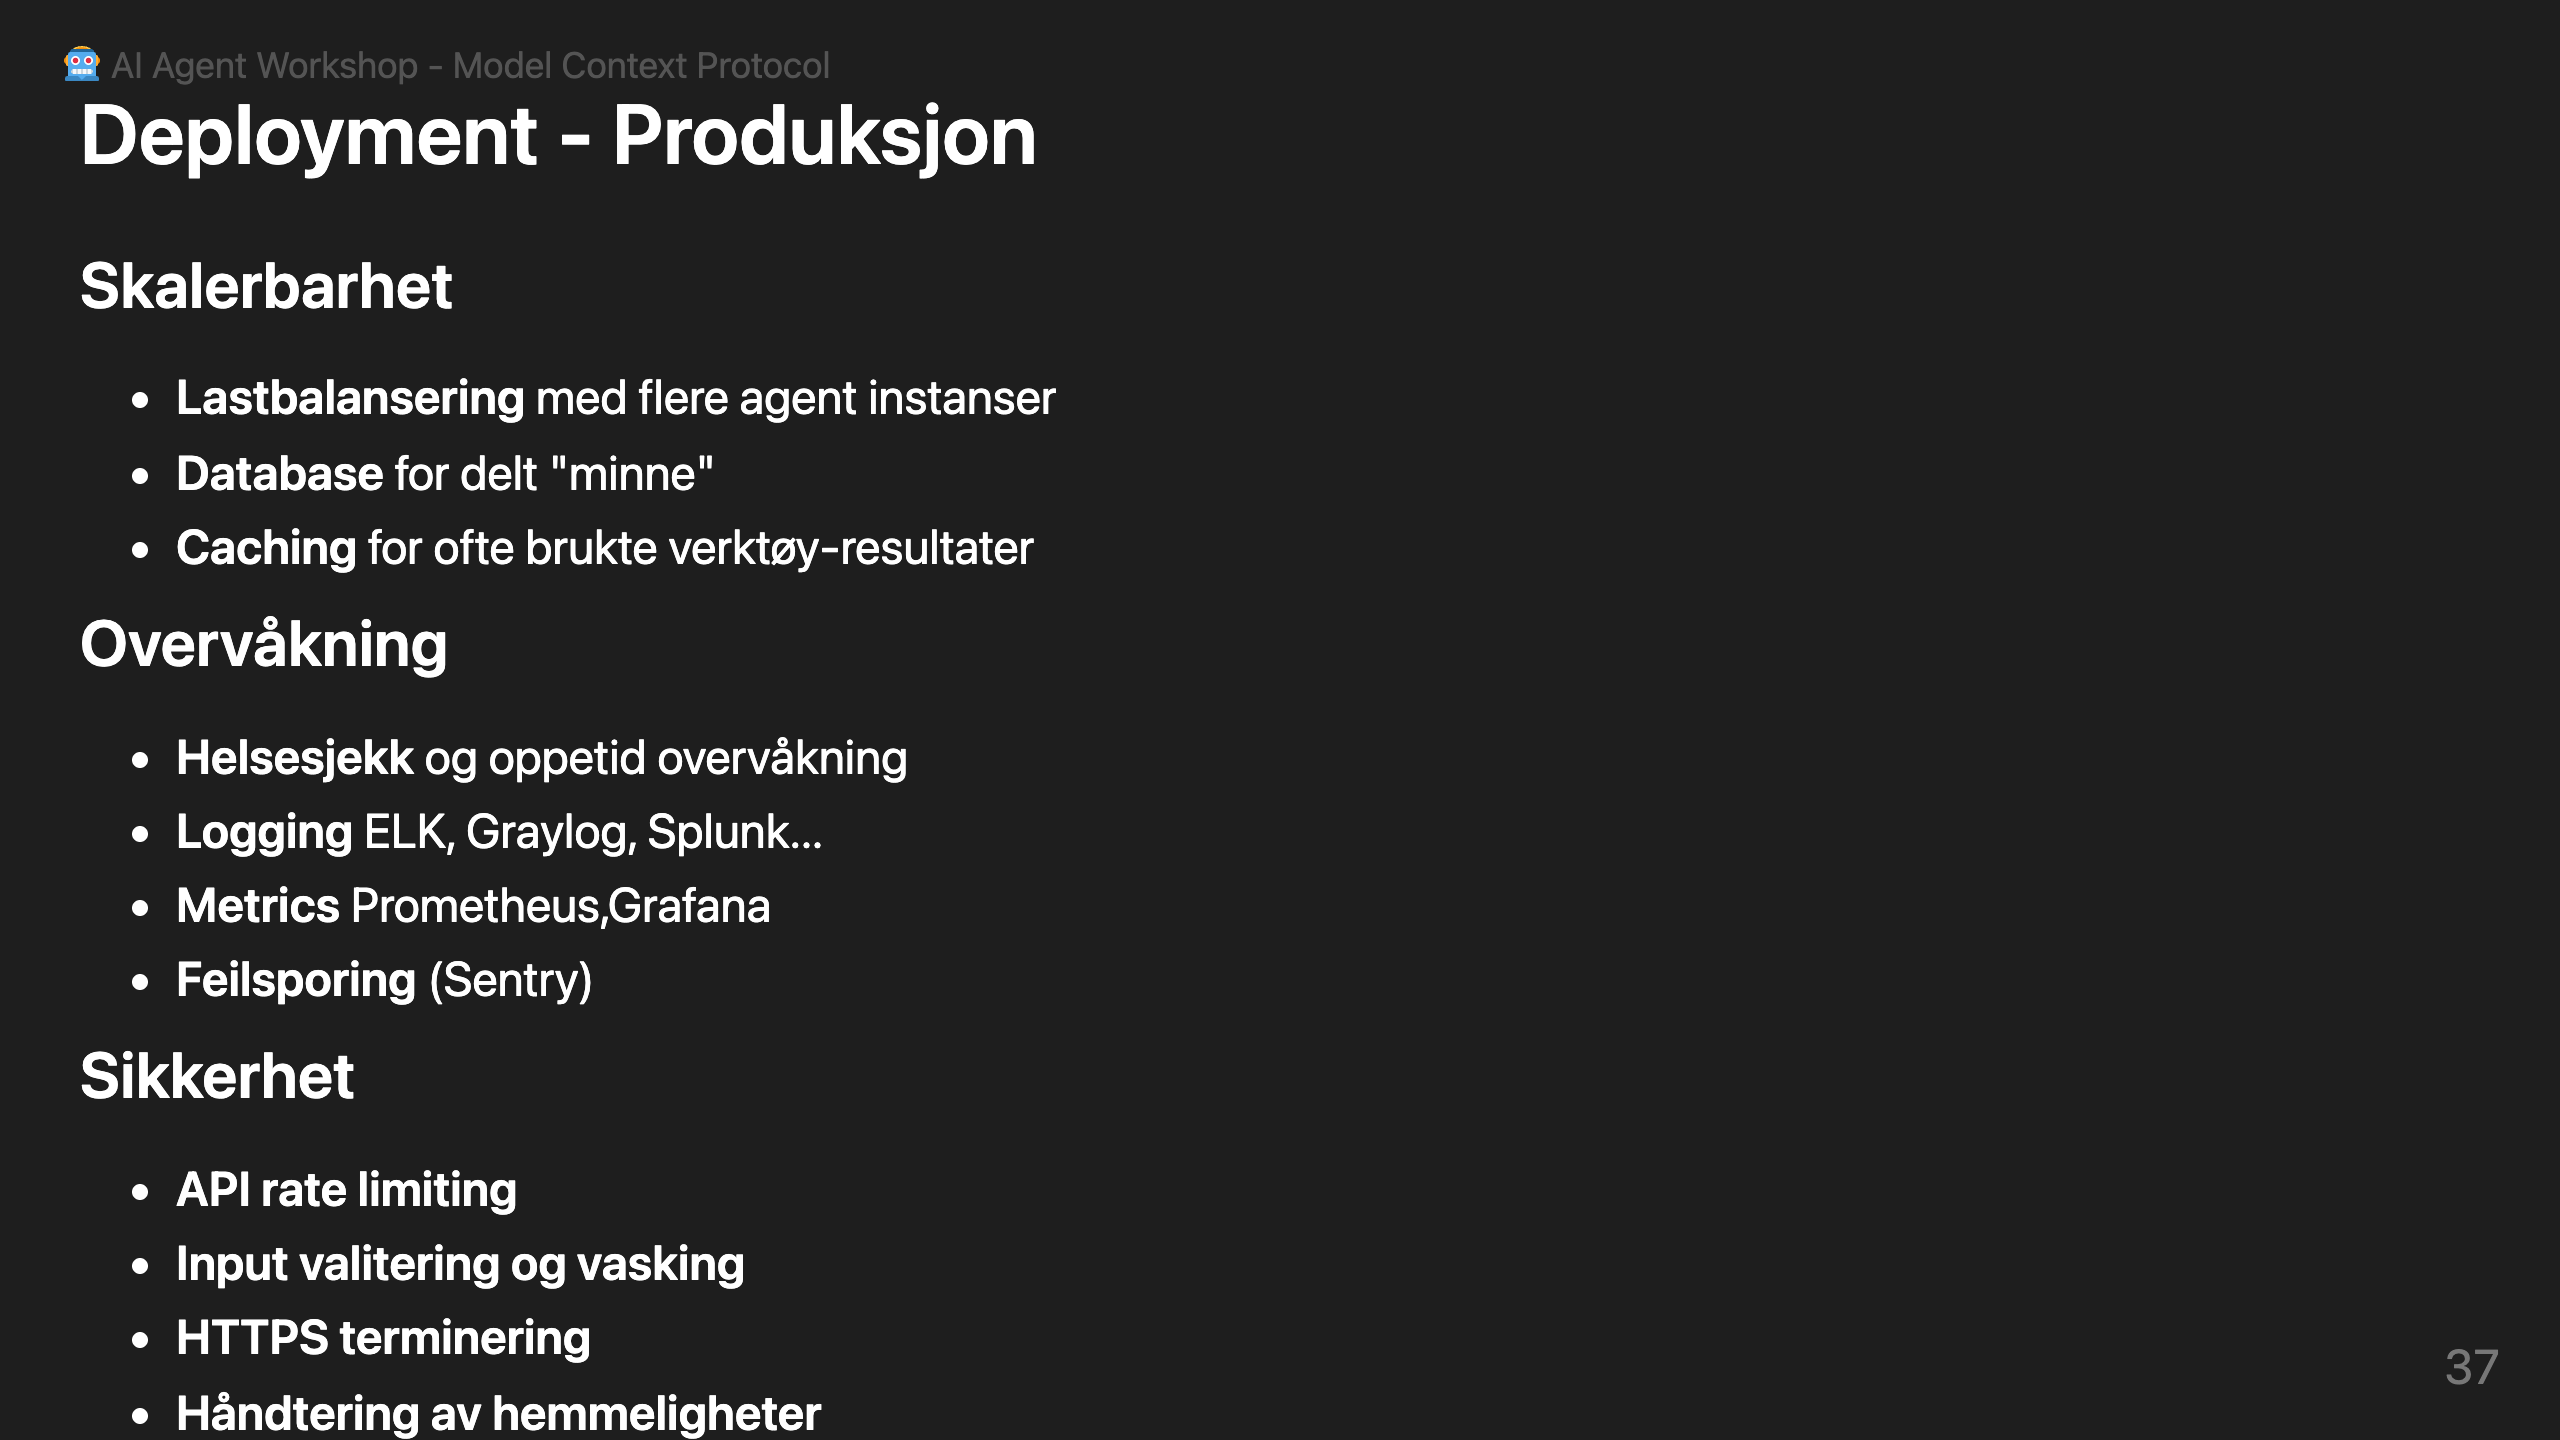 AI Agent Workshop - Model Context Protocol
Deployment - Produksjon
Skalerbarhet
• Lastbalansering med flere agent instanser
• Database for delt "minne"
• Caching for ofte brukte verktøy-resultater
Overvåkning
• Helsesjekk og oppetid overvåkning
• Logging ELK, Graylog, Splunk...
• Metrics Prometheus,Grafana
• Feilsporing (Sentry)
Sikkerhet
• API rate limiting
• Input valitering og vasking
• HTTPS terminering
• Håndtering av hemmeligheter
37